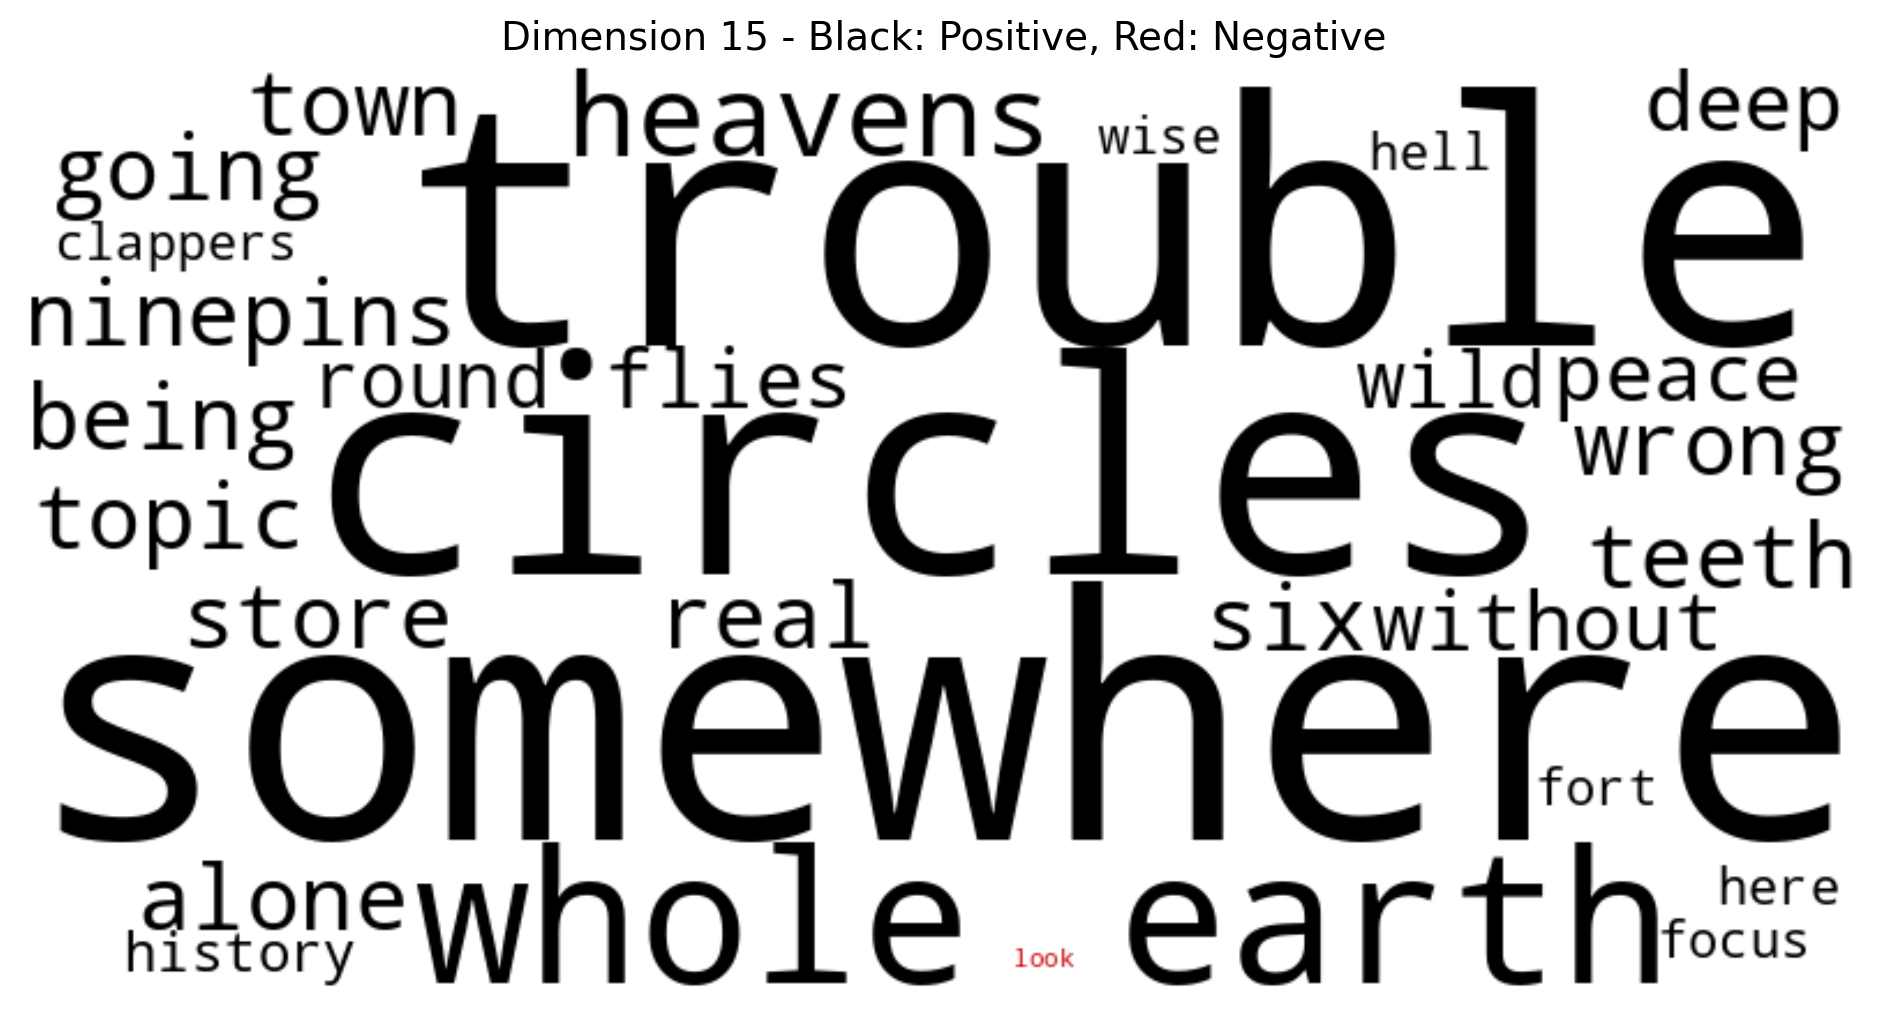 Dimension 15 - Black: Positive, Red: Negative
town heavens wise hell deep
going trouble
clappers
ninepins
round flies wild peace
being circles wrong
topic teeth
store real six without
somewhere
fort
alone whole earth here
history look focus